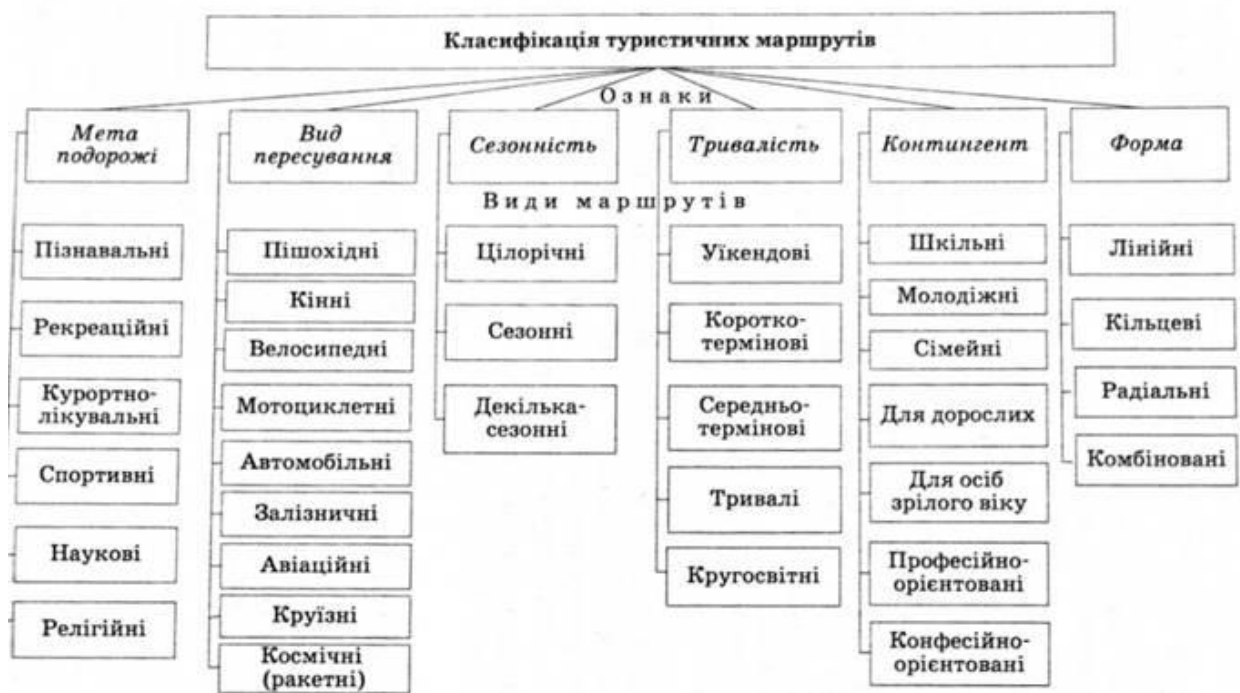 Класифікація туристичних маршрутів
Ознаки
Мета
подорожі
Вид
пересування
Сезонність
Тривалість
Контингент
Форма
Види маршрутів
Пізнавальні
Рекреаційні
Курортно-
лікувальні
Спортивні
Наукові
Релігійні
Пішохідні
Кінні
Велосипедні
Мотоциклетні
Автомобільні
Залізничні
Авіаційні
Круїзні
Космічні
(ракетні)
Цілорічні
Сезонні
Декілька-
сезонні
Уїкендові
Коротко-
термінові
Середньо-
термінові
Тривалі
Кругосвітні
Шкільні
Молодіжні
Сімейні
Для дорослих
Для осіб
зрілого віку
Професійно-
орієнтовані
Конфесійно-
орієнтовані
Лінійні
Кільцеві
Радіальні
Комбіновані